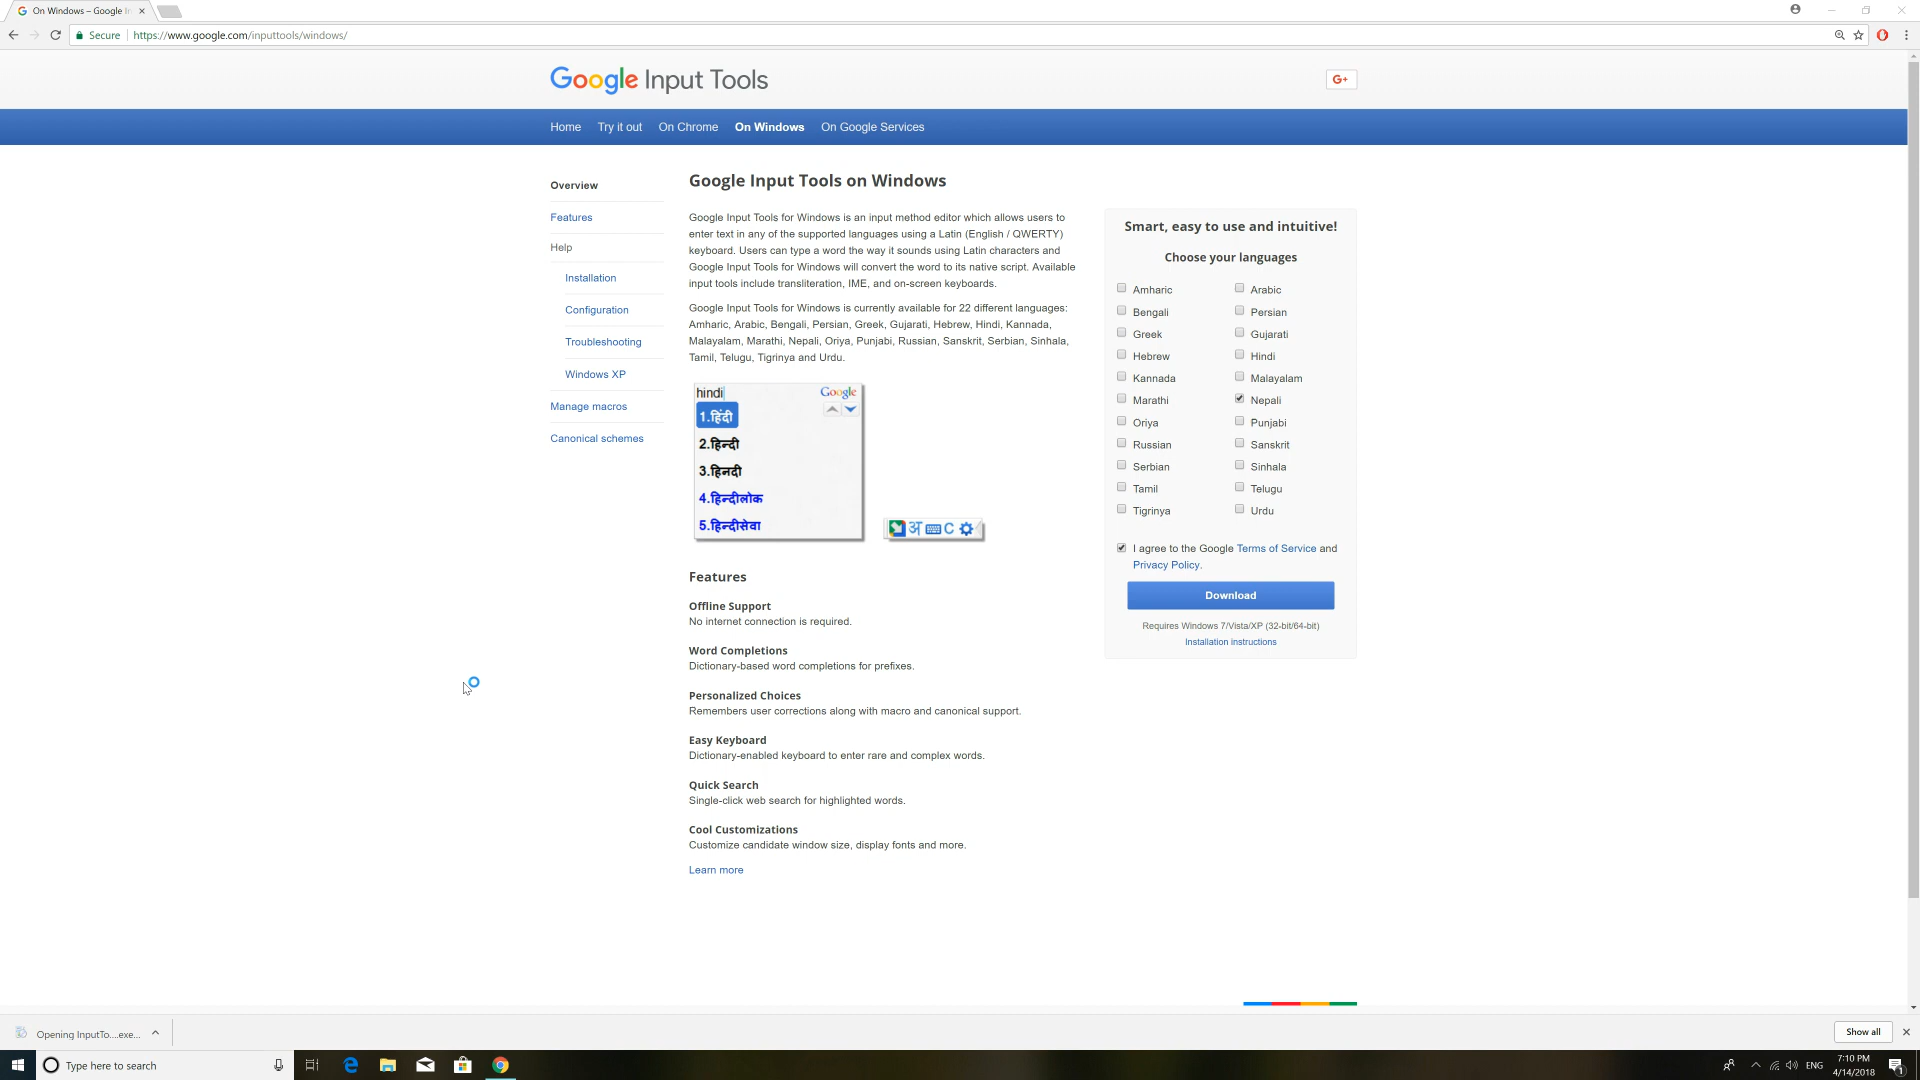 On Windows – Google In
Secure https://www.google.com/inputtools/windows/
Google Input Tools
G+
Home Try it out On Chrome On Windows On Google Services
Overview
Features
Help
Installation
Configuration
Troubleshooting
Windows XP
Manage macros
Canonical schemes
Google Input Tools on Windows
Google Input Tools for Windows is an input method editor which allows users to
enter text in any of the supported languages using a Latin (English / QWERTY)
keyboard. Users can type a word the way it sounds using Latin characters and
Google Input Tools for Windows will convert the word to its native script. Available
input tools include transliteration, IME, and on-screen keyboards.
Google Input Tools for Windows is currently available for 22 different languages:
Amharic, Arabic, Bengali, Persian, Greek, Gujarati, Hebrew, Hindi, Kannada,
Malayalam, Marathi, Nepali, Oriya, Punjabi, Russian, Sanskrit, Serbian, Sinhala,
Tamil, Telugu, Tigrinya and Urdu.
hindi Google
1.हिंदी
2.हिन्दी
3.हिनदी
4.हिन्दीलोक
5.हिन्दीसेवा
अ C
Features
Offline Support
No internet connection is required.
Word Completions
Dictionary-based word completions for prefixes.
Personalized Choices
Remembers user corrections along with macro and canonical support.
Easy Keyboard
Dictionary-enabled keyboard to enter rare and complex words.
Quick Search
Single-click web search for highlighted words.
Cool Customizations
Customize candidate window size, display fonts and more.
Learn more
Smart, easy to use and intuitive!
Choose your languages
Amharic Arabic
Bengali Persian
Greek Gujarati
Hebrew Hindi
Kannada Malayalam
Marathi Nepali
Oriya Punjabi
Russian Sanskrit
Serbian Sinhala
Tamil Telugu
Tigrinya Urdu
I agree to the Google Terms of Service and
Privacy Policy.
Download
Requires Windows 7/Vista/XP (32-bit/64-bit)
Installation instructions
Opening InputTo....exe...
Show all
Type here to search
ENG
7:10 PM
4/14/2018
1